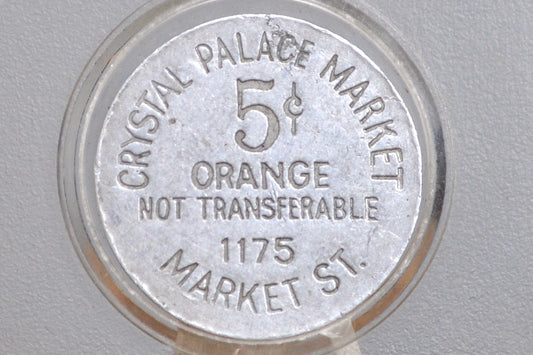 CRYSTAL PALACE MARKET
5¢
ORANGE
NOT TRANSFERABLE
1175
MARKET ST.